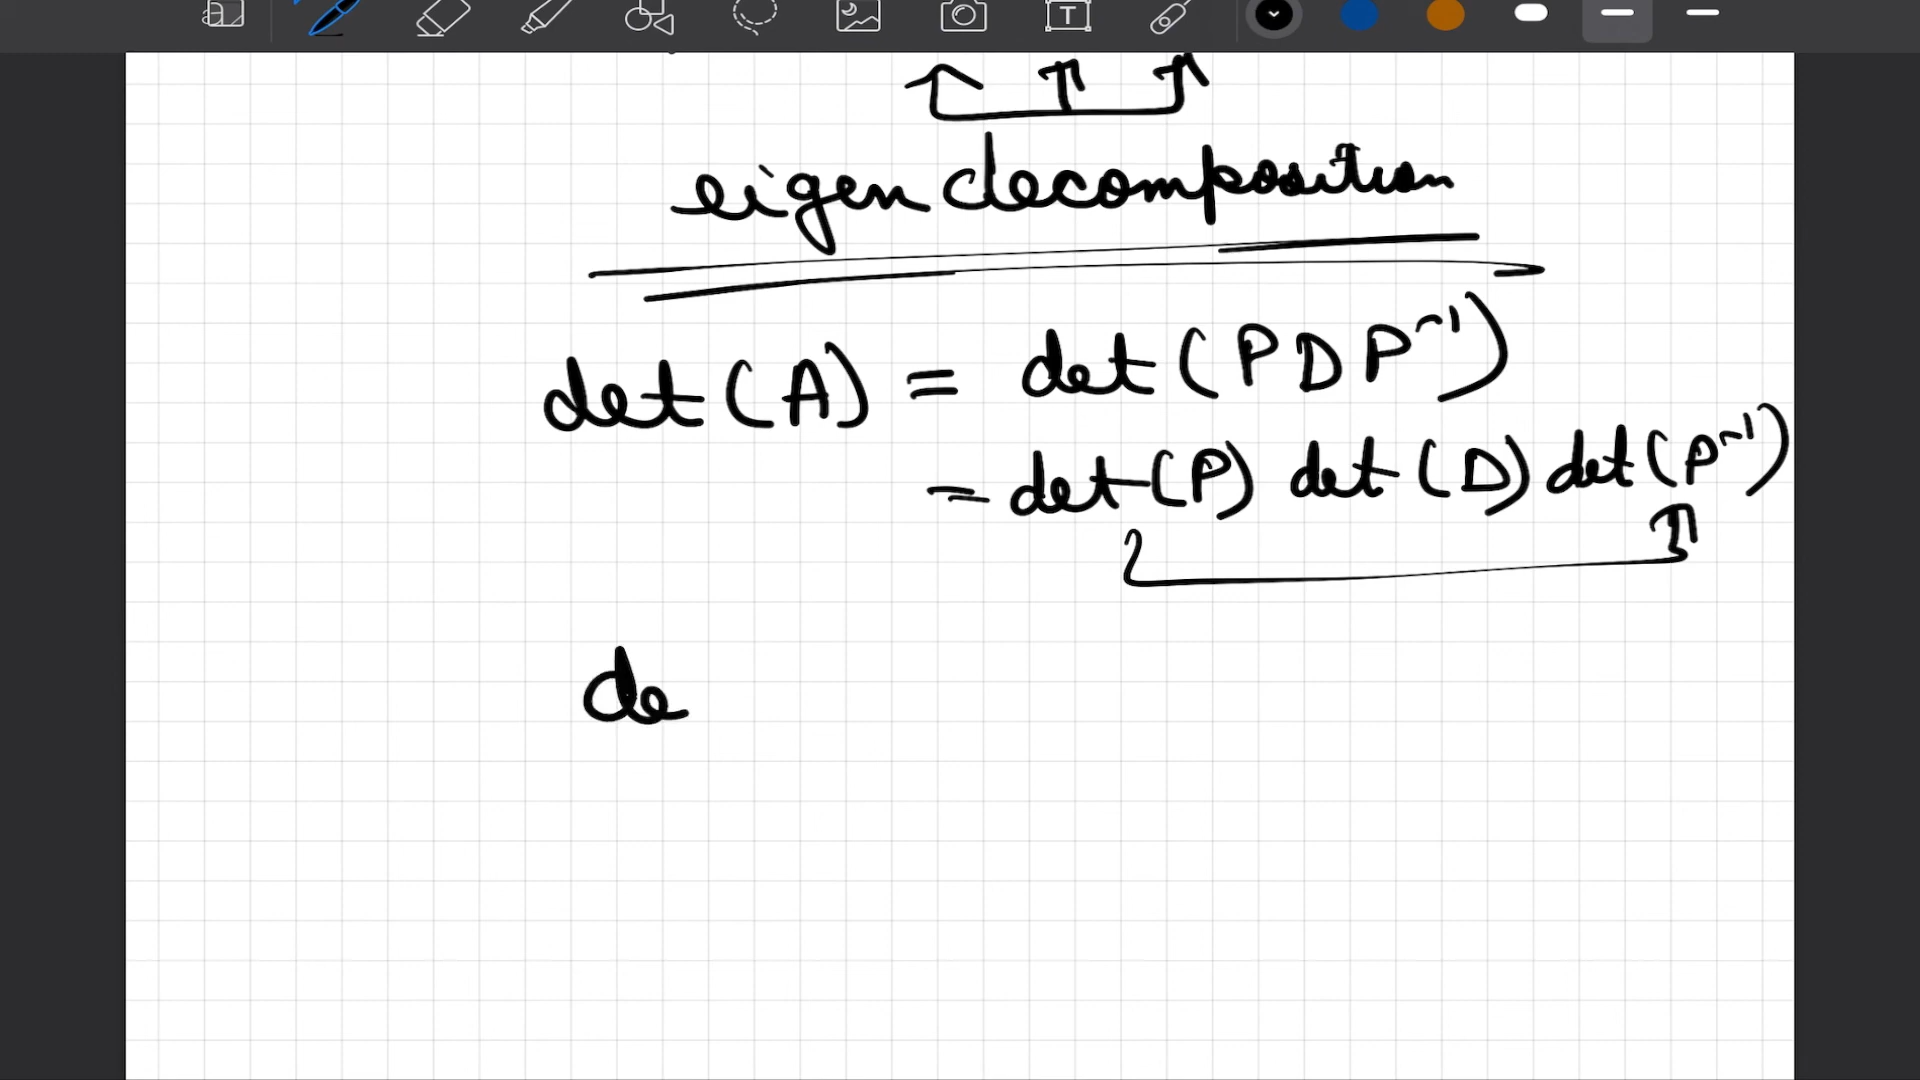 eigen decomposition
det(A) = det(PDP⁻¹)
= det(P) det(D) det(P⁻¹)
de